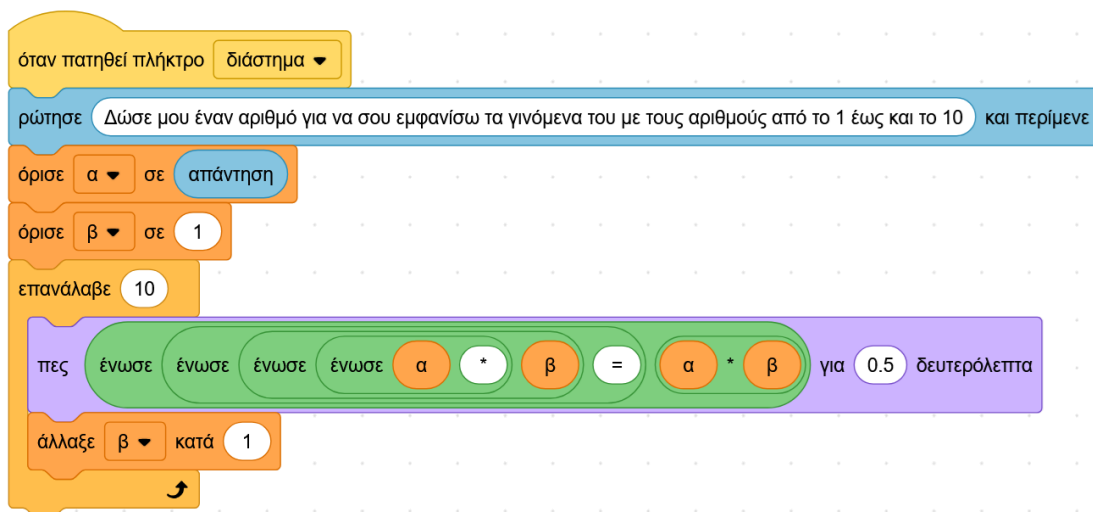 όταν πατηθεί πλήκτρο διάστημα
ρώτησε Δώσε μου έναν αριθμό για να σου εμφανίσω τα γινόμενα του με τους αριθμούς από το 1 έως και το 10 και περίμενε
όρισε α σε απάντηση
όρισε β σε 1
επανάλαβε 10
πες ένωσε ένωσε ένωσε ένωσε α * β = α * β για 0.5 δευτερόλεπτα
άλλαξε β κατά 1